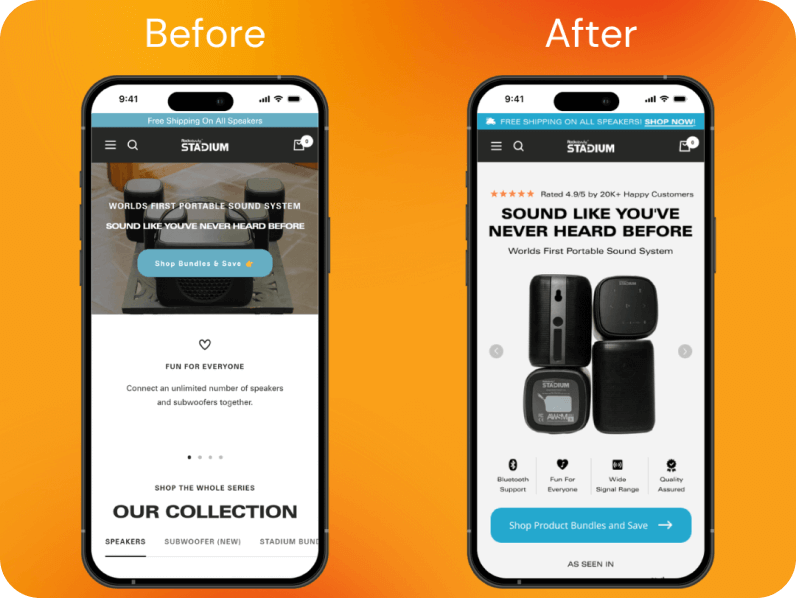 Before
9:41
Free Shipping On All Speakers
STADIUM
0
WORLDS FIRST PORTABLE SOUND SYSTEM
SOUND LIKE YOU'VE NEVER HEARD BEFORE
Shop Bundles & Save 👉
FUN FOR EVERYONE
Connect an unlimited number of speakers
and subwoofers together.
SHOP THE WHOLE SERIES
OUR COLLECTION
SPEAKERS SUBWOOFER (NEW) STADIUM BUND
After
9:41
FREE SHIPPING ON ALL SPEAKERS! SHOP NOW!
STADIUM
0
Rated 4.9/5 by 20K+ Happy Customers
SOUND LIKE YOU'VE
NEVER HEARD BEFORE
Worlds First Portable Sound System
STADIUM
Bluetooth
Support
Fun For
Everyone
Wide
Signal Range
Quality
Assured
Shop Product Bundles and Save
AS SEEN IN